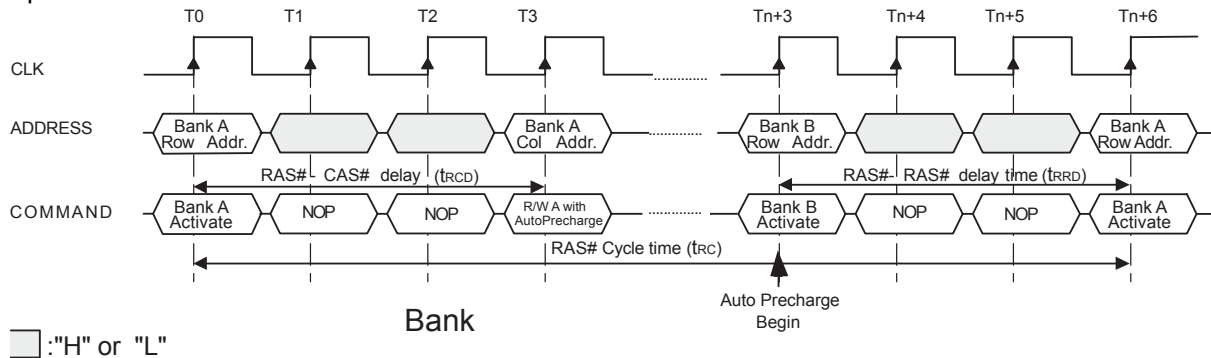 T0 T1 T2 T3 Tn+3 Tn+4 Tn+5 Tn+6
CLK
ADDRESS
Bank A
Row Addr.
Bank A
Col Addr.
Bank B
Row Addr.
Bank A
Row Addr.
RAS# - CAS# delay (tRCD)
RAS#- RAS# delay time (tRRD)
COMMAND
Bank A
Activate
NOP
NOP
R/W A with
AutoPrecharge
Bank B
Activate
NOP
NOP
Bank A
Activate
RAS# Cycle time (tRC)
Auto Precharge
Begin
Bank
:"H" or "L"